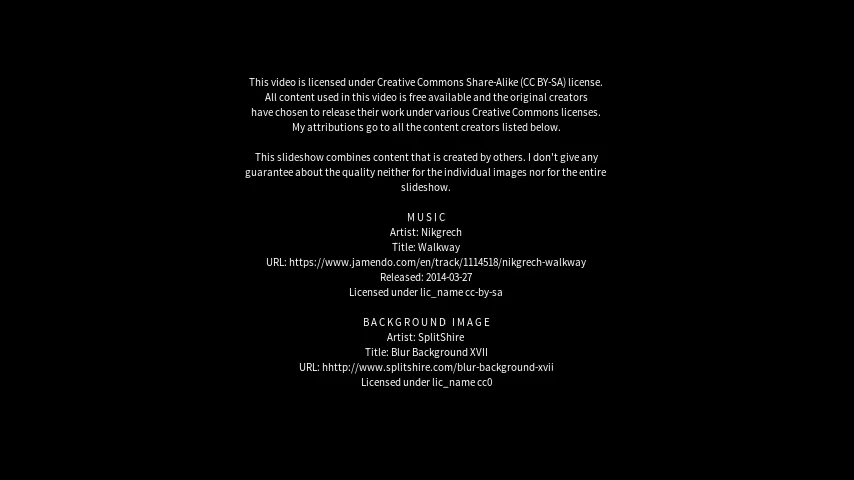 This video is licensed under Creative Commons Share-Alike (CC BY-SA) license.
All content used in this video is free available and the original creators
have chosen to release their work under various Creative Commons licenses.
My attributions go to all the content creators listed below.
This slideshow combines content that is created by others. I don't give any
guarantee about the quality neither for the individual images nor for the entire
slideshow.
MUSIC
Artist: Nikgrech
Title: Walkway
URL: https://www.jamendo.com/en/track/1114518/nikgrech-walkway
Released: 2014-03-27
Licensed under lic_name cc-by-sa
BACKGROUND IMAGE
Artist: SplitShire
Title: Blur Background XVII
URL: hhttp://www.splitshire.com/blur-background-xvii
Licensed under lic_name cc0